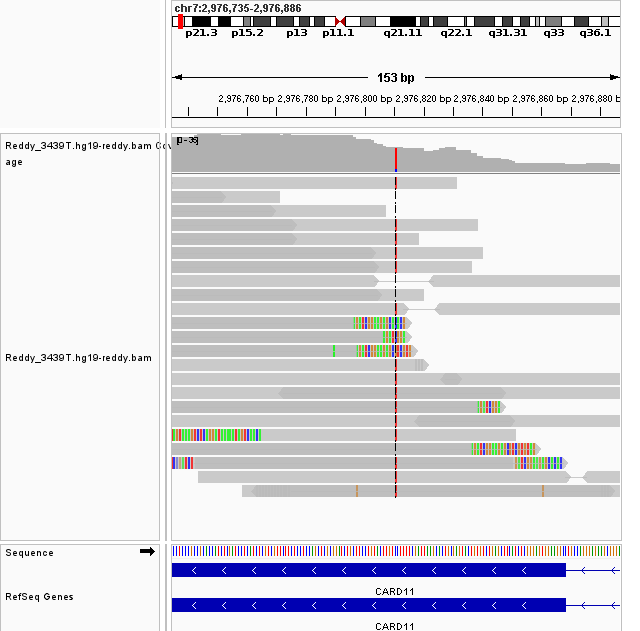 chr7:2,976,735-2,976,886
p21.3 p15.2 p13 p11.1 q21.11 q22.1 q31.31 q33 q36.1
153 bp
2,976,760 bp 2,976,780 bp 2,976,800 bp 2,976,820 bp 2,976,840 bp 2,976,860 bp 2,976,880 b
[0-35]
Reddy_3439T.hg19-reddy.bam Cov
age
Reddy_3439T.hg19-reddy.bam
Sequence
CARD11
RefSeq Genes
CARD11